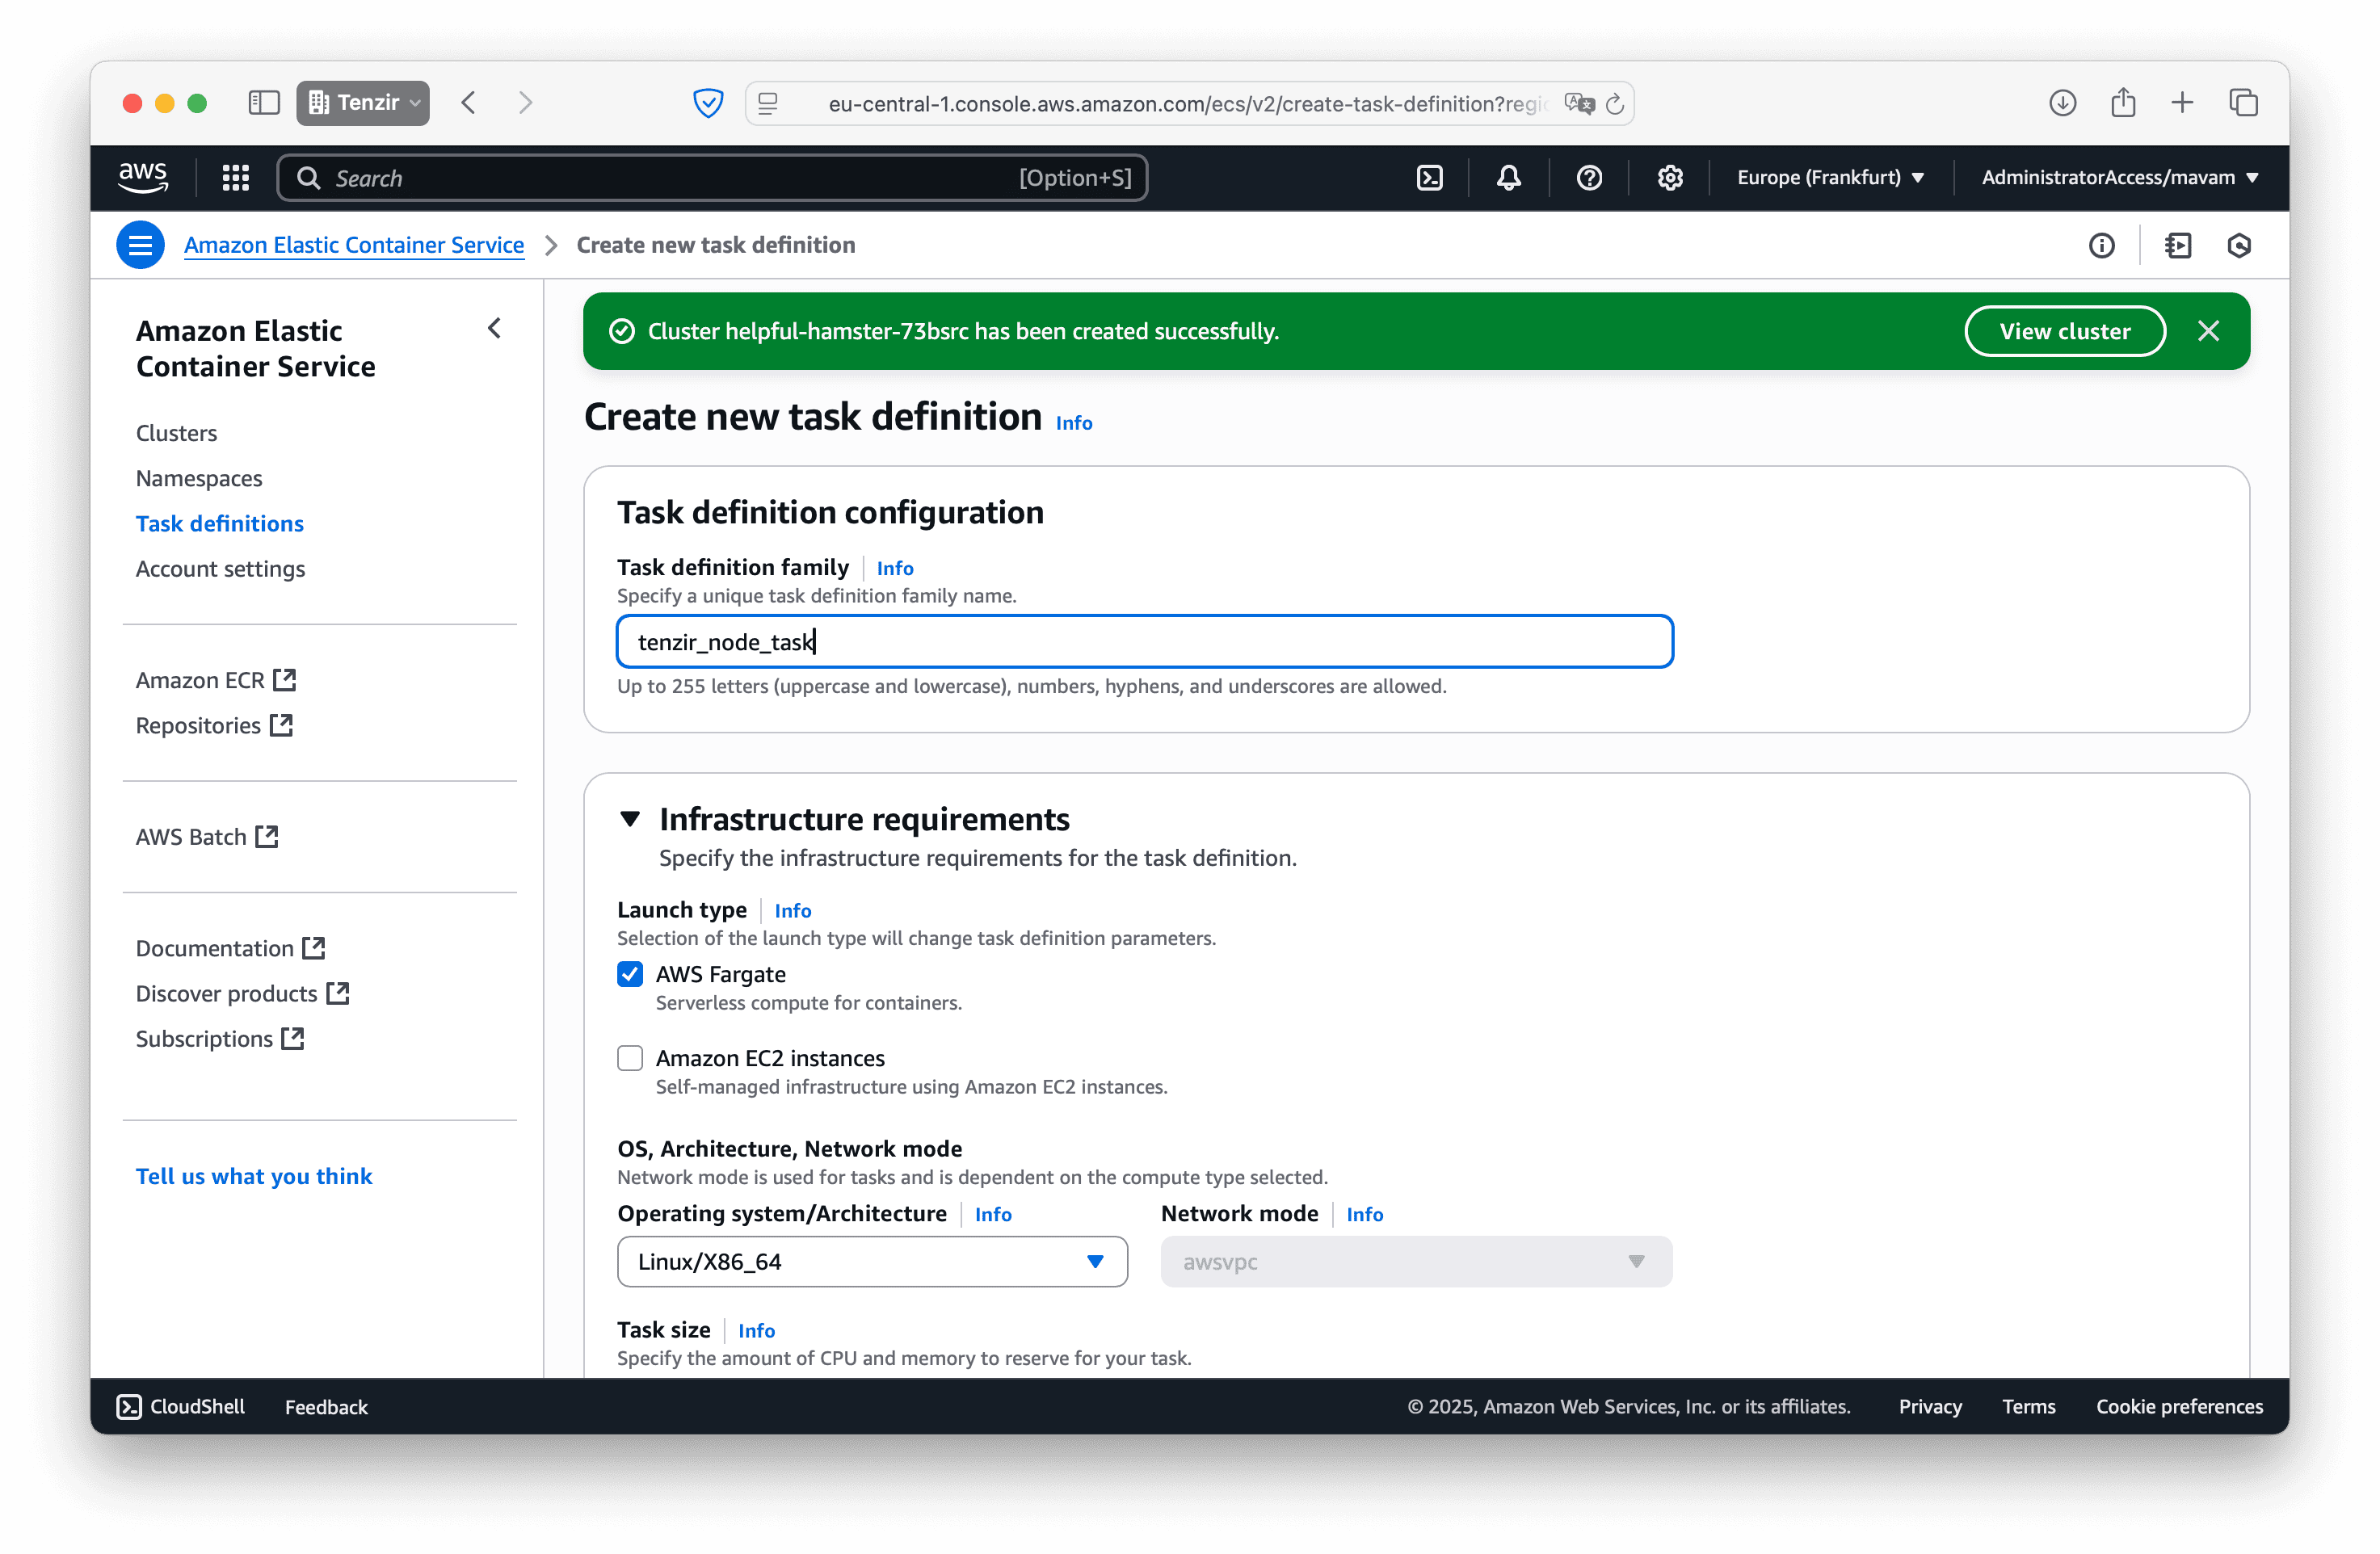 Tenzir
eu-central-1.console.aws.amazon.com/ecs/v2/create-task-definition?regio
aws
Search
[Option+S]
Europe (Frankfurt)
AdministratorAccess/mavam
Amazon Elastic Container Service
Create new task definition
Amazon Elastic
Container Service
Clusters
Namespaces
Task definitions
Account settings
Amazon ECR
Repositories
AWS Batch
Documentation
Discover products
Subscriptions
Tell us what you think
Cluster helpful-hamster-73bsrc has been created successfully.
View cluster
Create new task definition Info
Task definition configuration
Task definition family Info
Specify a unique task definition family name.
tenzir_node_task
Up to 255 letters (uppercase and lowercase), numbers, hyphens, and underscores are allowed.
Infrastructure requirements
Specify the infrastructure requirements for the task definition.
Launch type Info
Selection of the launch type will change task definition parameters.
AWS Fargate
Serverless compute for containers.
Amazon EC2 instances
Self-managed infrastructure using Amazon EC2 instances.
OS, Architecture, Network mode
Network mode is used for tasks and is dependent on the compute type selected.
Operating system/Architecture Info
Network mode Info
Linux/X86_64
awsvpc
Task size Info
Specify the amount of CPU and memory to reserve for your task.
CloudShell
Feedback
© 2025, Amazon Web Services, Inc. or its affiliates.
Privacy
Terms
Cookie preferences